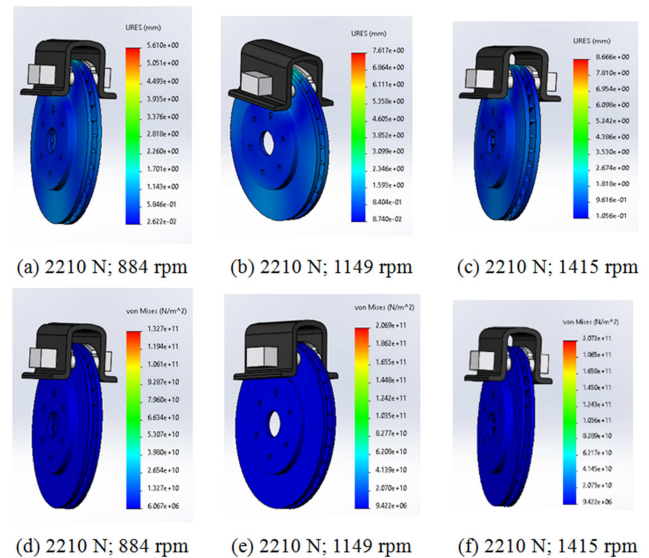 URES (mm)
5.610e+00
5.051e+00
4.493e+00
3.935e+00
3.376e+00
2.818e+00
2.260e+00
1.701e+00
1.143e+00
5.846e-01
2.622e-02
URES (mm)
7.617e+00
6.864e+00
6.111e+00
5.358e+00
4.605e+00
3.852e+00
3.099e+00
2.346e+00
1.593e+00
8.404e-01
8.740e-02
URES (mm)
8.666e+00
7.810e+00
6.954e+00
6.098e+00
5.242e+00
4.386e+00
3.530e+00
2.674e+00
1.818e+00
9.616e-01
1.056e-01
(a) 2210 N; 884 rpm
(b) 2210 N; 1149 rpm
(c) 2210 N; 1415 rpm
von Mises (N/m^2)
1.327e+11
1.194e+11
1.061e+11
9.287e+10
7.960e+10
6.634e+10
5.307e+10
3.980e+10
2.654e+10
1.327e+10
6.067e+06
von Mises (N/m^2)
2.069e+11
1.862e+11
1.655e+11
1.448e+11
1.242e+11
1.035e+11
8.278e+10
6.208e+10
4.139e+10
2.070e+10
9.422e+06
von Mises (N/m^2)
2.072e+11
1.865e+11
1.450e+11
1.243e+11
1.036e+11
8.289e+10
6.217e+10
4.145e+10
2.073e+10
9.422e+06
(d) 2210 N; 884 rpm
(e) 2210 N; 1149 rpm
(f) 2210 N; 1415 rpm